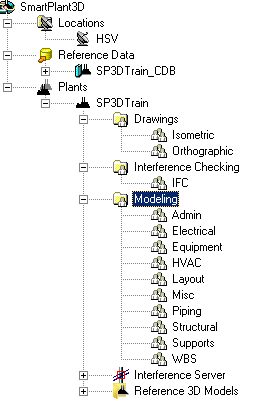 SmartPlant3D
Locations
HSV
Reference Data
SP3DTrain_CDB
Plants
SP3DTrain
Drawings
Isometric
Orthographic
Interference Checking
IFC
Modeling
Admin
Electrical
Equipment
HVAC
Layout
Misc
Piping
Structural
Supports
WBS
Interference Server
Reference 3D Models